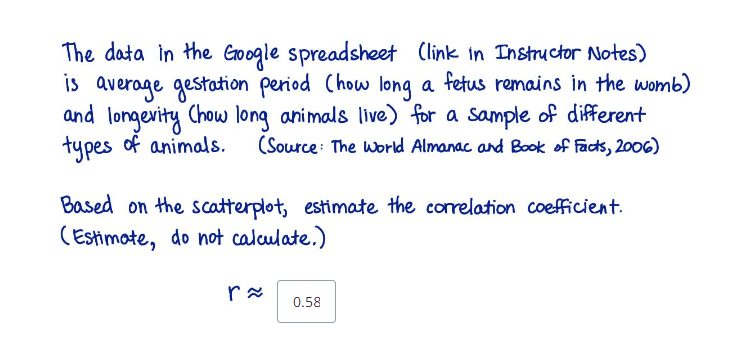 The data in the Google spreadsheet (link in Instructor Notes)
is average gestation period (how long a fetus remains in the womb)
and longevity (how long animals live) for a sample of different
types of animals. (Source: The World Almanac and Book of Facts, 2006)
Based on the scatterplot, estimate the correlation coefficient.
(Estimate, do not calculate.)
r ≈ 0.58